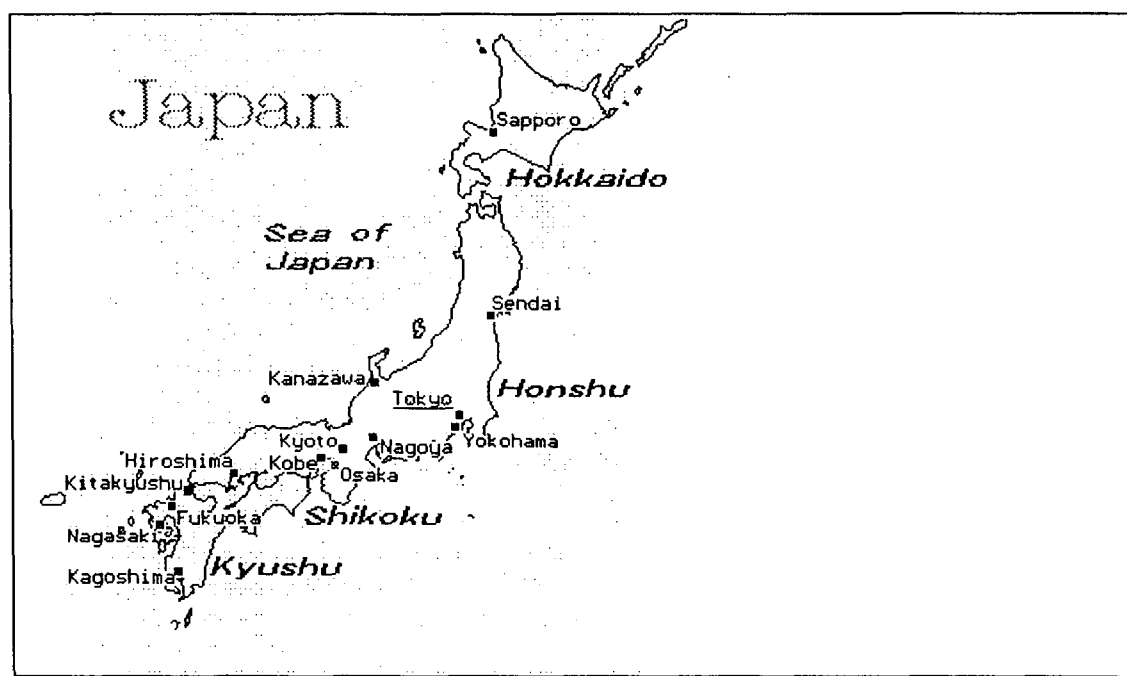 Japan
Sapporo
Hokkaido
Sea of
Japan
Sendai
Kanazawa
Honshu
Tokyo
Yokohama
Nagoya
Kyoto
Kobe
Osaka
Hiroshima
Kitakyushu
Fukuoka
Shikoku
Nagasaki
Kagoshima
Kyushu